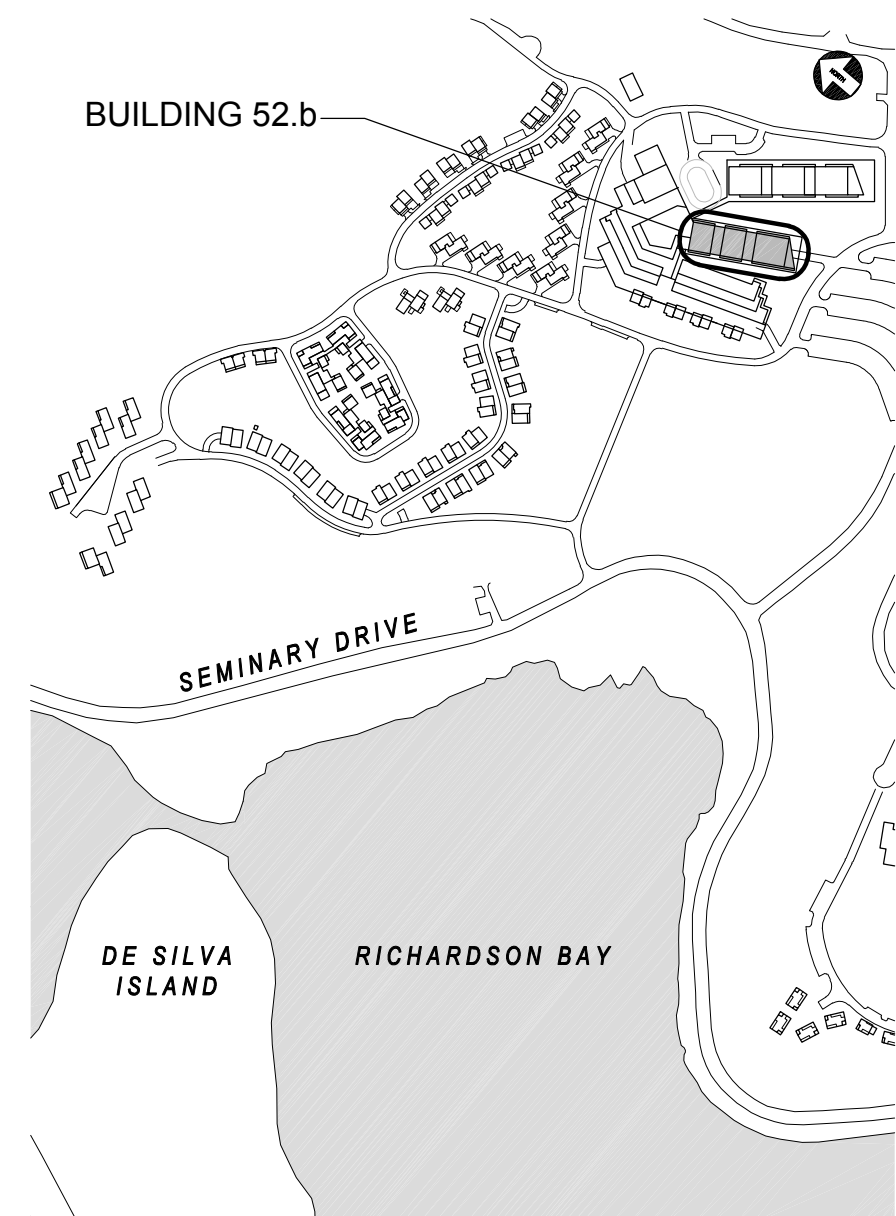 NORTH
BUILDING 52.b
SEMINARY DRIVE
DE SILVA
ISLAND
RICHARDSON BAY